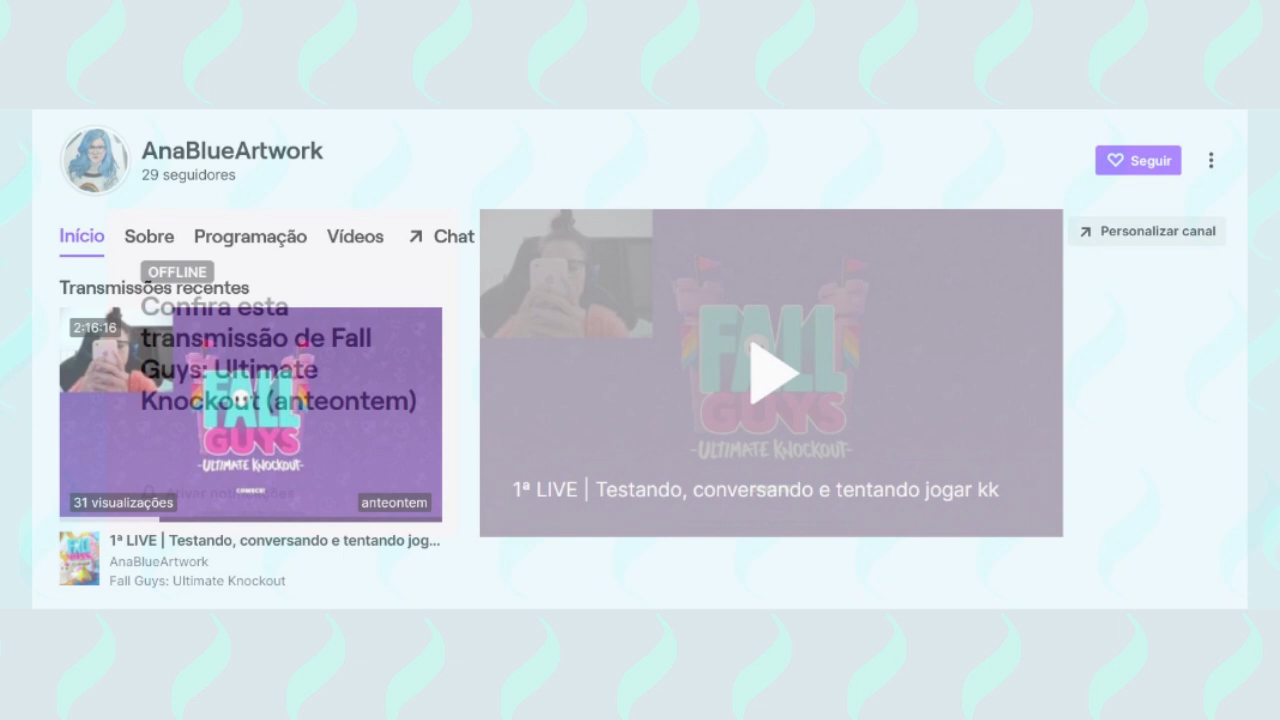 AnaBlueArtwork
29 seguidores
Seguir
Início Sobre Programação Vídeos Chat
Personalizar canal
OFFLINE
Transmissões recentes
Confira esta
transmissão de Fall
Guys: Ultimate
Knockout (anteontem)
2:16:16
FALL
GUYS
-ULTIMATE KNOCKOUT-
Ativar notificações
31 visualizações
anteontem
1ª LIVE | Testando, conversando e tentando jog...
AnaBlueArtwork
Fall Guys: Ultimate Knockout
FALL
GUYS
-ULTIMATE KNOCKOUT-
1ª LIVE | Testando, conversando e tentando jogar kk